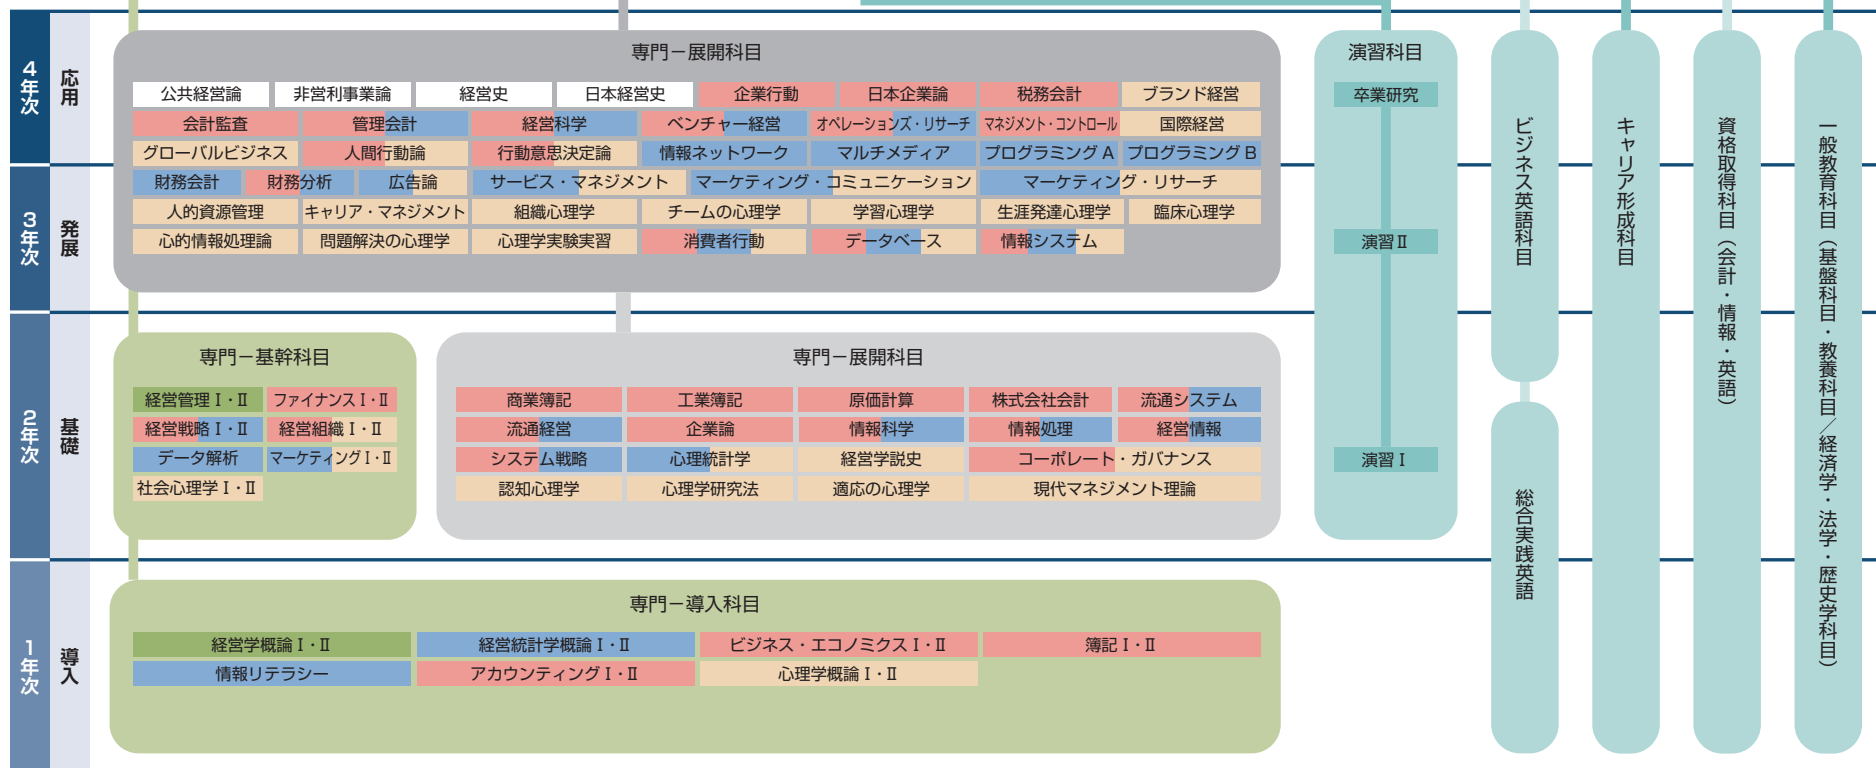 4年次
応用
専門－展開科目
公共経営論 非営利事業論 経営史 日本経営史 企業行動 日本企業論 税務会計 ブランド経営
会計監査 管理会計 経営科学 ベンチャー経営 オペレーションズ・リサーチ マネジメント・コントロール 国際経営
グローバルビジネス 人間行動論 行動意思決定論 情報ネットワーク マルチメディア プログラミング A プログラミング B
3年次
発展
財務会計 財務分析 広告論 サービス・マネジメント マーケティング・コミュニケーション マーケティング・リサーチ
人的資源管理 キャリア・マネジメント 組織心理学 チームの心理学 学習心理学 生涯発達心理学 臨床心理学
心的情報処理論 問題解決の心理学 心理学実験実習 消費者行動 データベース 情報システム
2年次
基礎
専門－基幹科目
経営管理 Ⅰ・Ⅱ ファイナンス Ⅰ・Ⅱ
経営戦略 Ⅰ・Ⅱ 経営組織 Ⅰ・Ⅱ
データ解析 マーケティング Ⅰ・Ⅱ
社会心理学 Ⅰ・Ⅱ
専門－展開科目
商業簿記 工業簿記 原価計算 株式会社会計 流通システム
流通経営 企業論 情報科学 情報処理 経営情報
システム戦略 心理統計学 経営学説史 コーポレート・ガバナンス
認知心理学 心理学研究法 適応の心理学 現代マネジメント理論
1年次
導入
専門－導入科目
経営学概論 Ⅰ・Ⅱ 経営統計学概論 Ⅰ・Ⅱ ビジネス・エコノミクス Ⅰ・Ⅱ 簿記 Ⅰ・Ⅱ
情報リテラシー アカウンティング Ⅰ・Ⅱ 心理学概論 Ⅰ・Ⅱ
演習科目
卒業研究
演習Ⅱ
演習Ⅰ
ビジネス英語科目
総合実践英語
キャリア形成科目
資格取得科目（会計・情報・英語）
一般教育科目（基盤科目・教養科目／経済学・法学・歴史学科目）